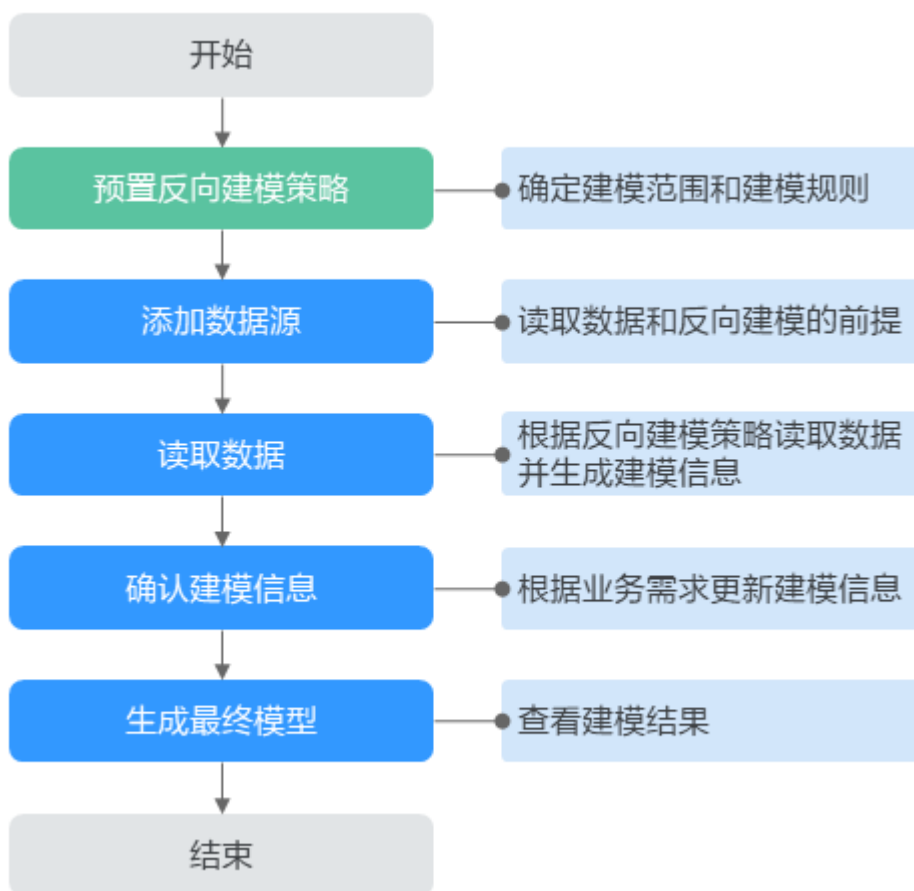 开始
预置反向建模策略
确定建模范围和建模规则
添加数据源
读取数据和反向建模的前提
读取数据
根据反向建模策略读取数据
并生成建模信息
确认建模信息
根据业务需求更新建模信息
生成最终模型
查看建模结果
结束